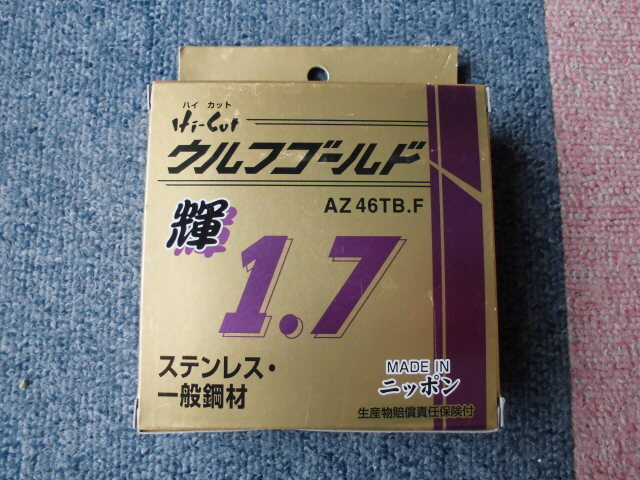 ハイ カット
Hi-Cut
ウルフゴールド
AZ 46TB.F
輝
1.7
ステンレス・
一般鋼材
MADE IN
ニッポン
生産物賠償責任保険付